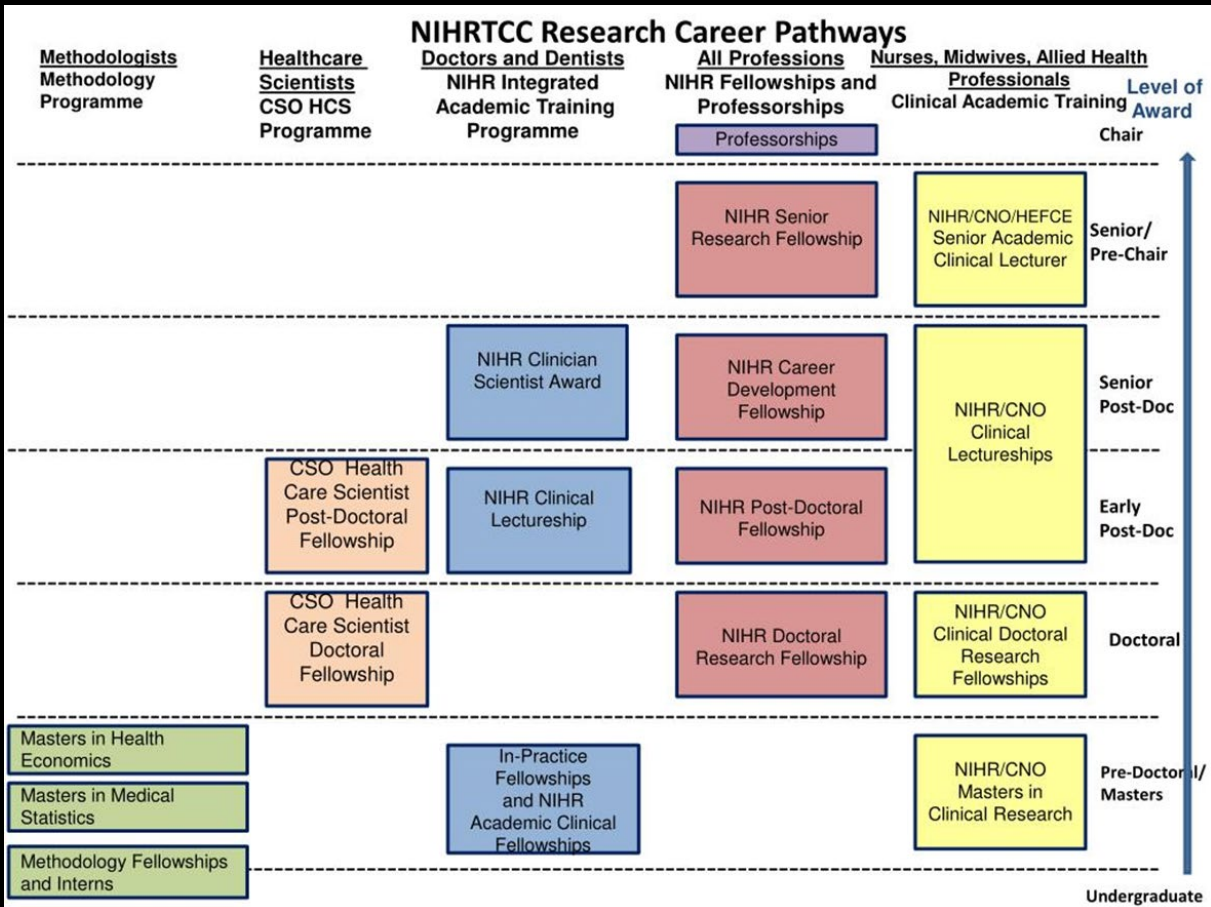 NIHRTCC Research Career Pathways
Methodologists
Methodology
Programme
Healthcare
Scientists
CSO HCS
Programme
Doctors and Dentists
NIHR Integrated
Academic Training
Programme
All Professions
NIHR Fellowships and
Professorships
Nurses, Midwives, Allied Health
Professionals
Clinical Academic Training
Level of
Award
Professorships
Chair
NIHR Senior
Research Fellowship
NIHR/CNO/HEFCE
Senior Academic
Clinical Lecturer
Senior/
Pre-Chair
NIHR Clinician
Scientist Award
NIHR Career
Development
Fellowship
NIHR/CNO
Clinical
Lectureships
Senior
Post-Doc
CSO Health
Care Scientist
Post-Doctoral
Fellowship
NIHR Clinical
Lectureship
NIHR Post-Doctoral
Fellowship
Early
Post-Doc
CSO Health
Care Scientist
Doctoral
Fellowship
NIHR Doctoral
Research Fellowship
NIHR/CNO
Clinical Doctoral
Research
Fellowships
Doctoral
Masters in Health
Economics
Masters in Medical
Statistics
Methodology Fellowships
and Interns
In-Practice
Fellowships
and NIHR
Academic Clinical
Fellowships
NIHR/CNO
Masters in
Clinical Research
Pre-Doctoral/
Masters
Undergraduate